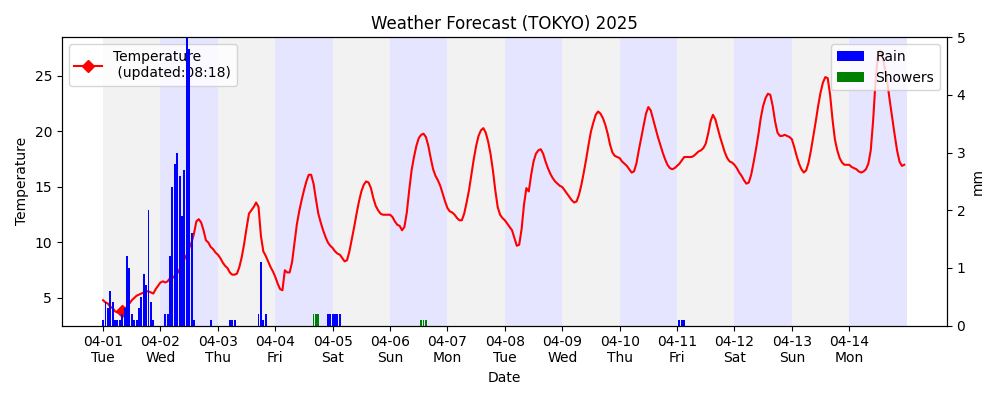 Weather Forecast (TOKYO) 2025
Temperature
(updated:08:18)
Rain
Showers
Temperature
25
20
15
10
5
5
4
3
2
1
0
mm
04-01 04-02 04-03 04-04 04-05 04-06 04-07 04-08 04-09 04-10 04-11 04-12 04-13 04-14
Tue Wed Thu Fri Sat Sun Mon Tue Wed Thu Fri Sat Sun Mon
Date